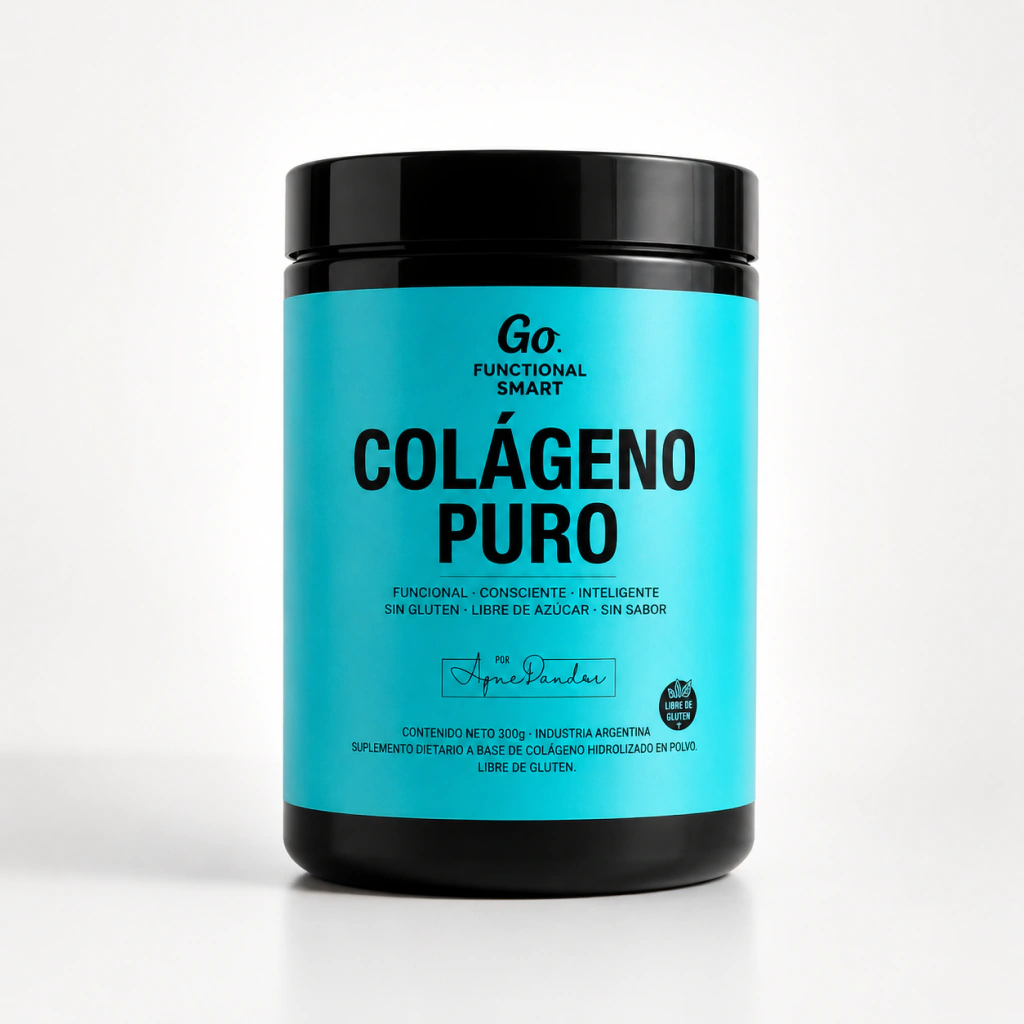 Go.
FUNCTIONAL
SMART
COLÁGENO
PURO
FUNCIONAL · CONSCIENTE · INTELIGENTE
SIN GLUTEN · LIBRE DE AZÚCAR · SIN SABOR
POR
LIBRE DE
GLUTEN
CONTENIDO NETO 300g · INDUSTRIA ARGENTINA
SUPLEMENTO DIETARIO A BASE DE COLÁGENO HIDROLIZADO EN POLVO.
LIBRE DE GLUTEN.